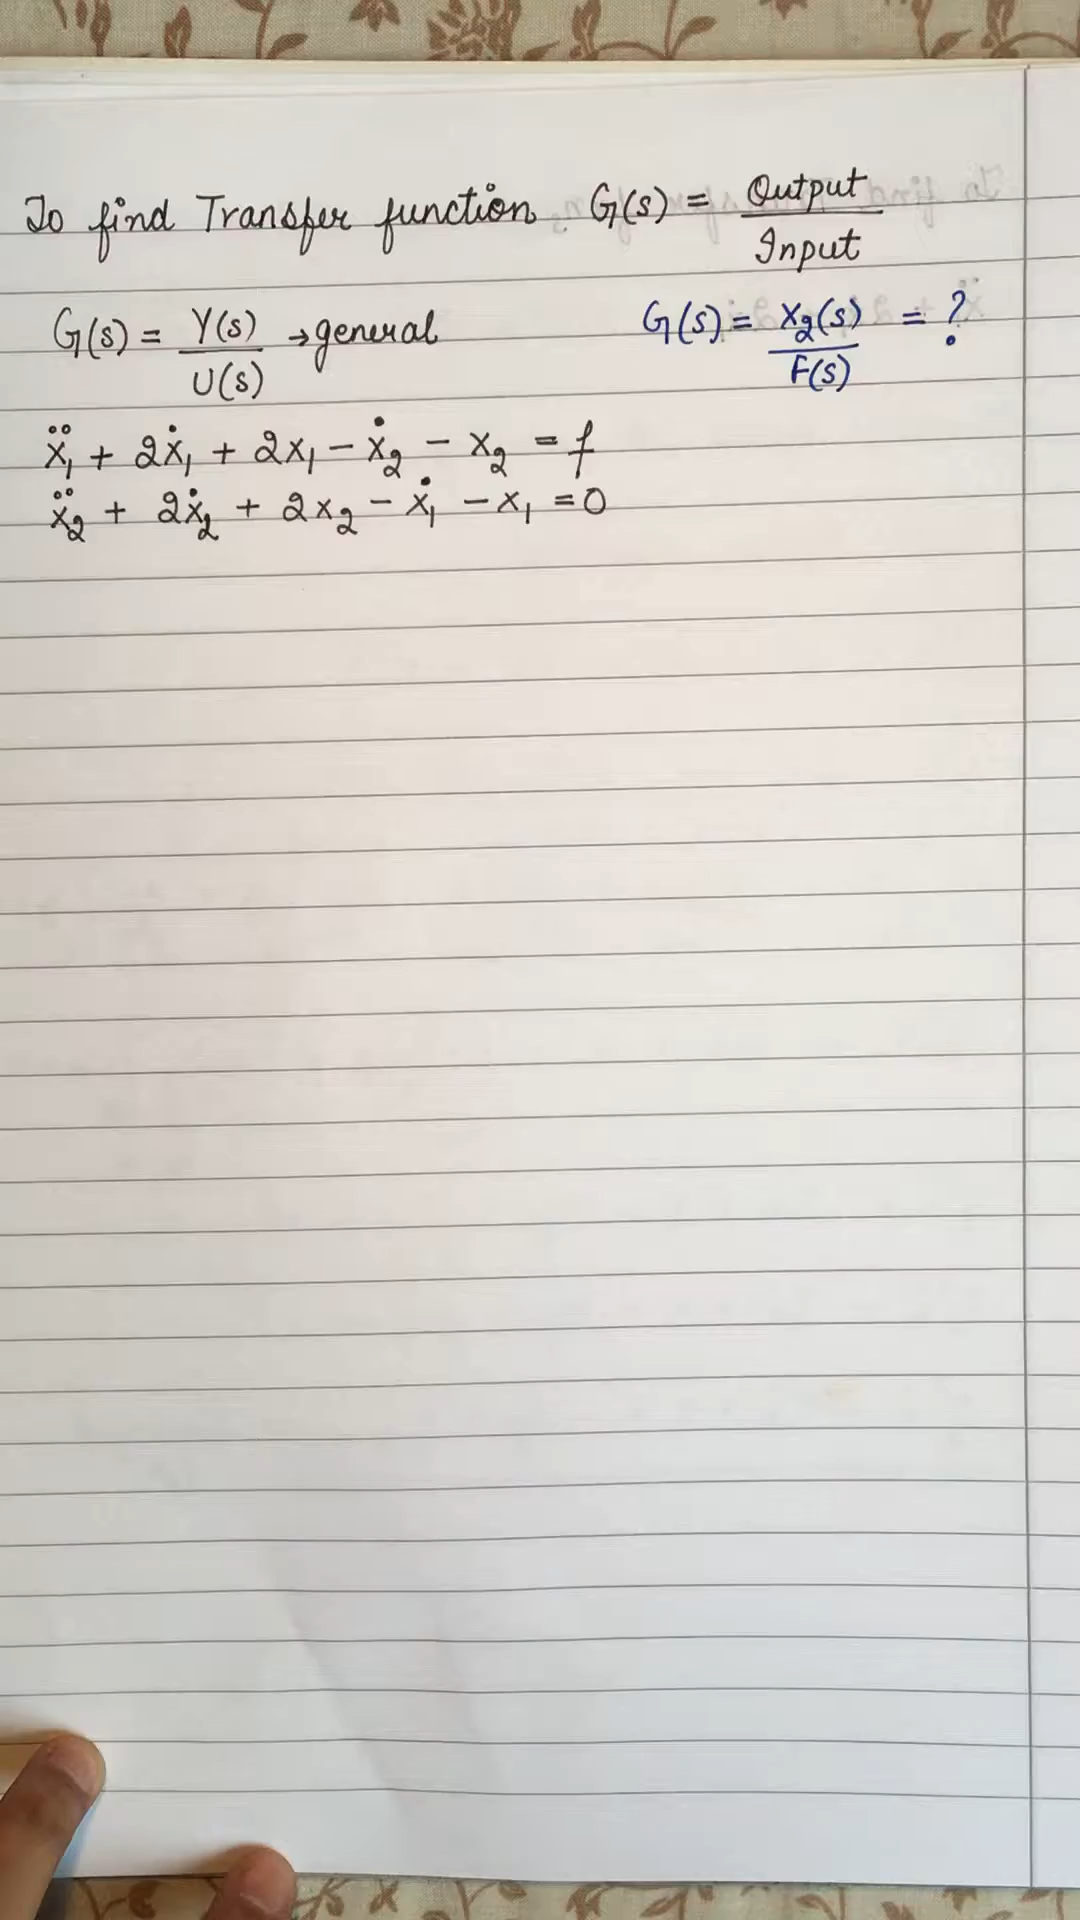 To find Transfer function G(s) = Output/Input
G(s) = Y(s)/U(s) → general
G(s) = X₂(s)/F(s) = ?
ẍ₁ + 2ẋ₁ + 2x₁ − ẋ₂ − x₂ = f
ẍ₂ + 2ẋ₂ + 2x₂ − ẋ₁ − x₁ = 0